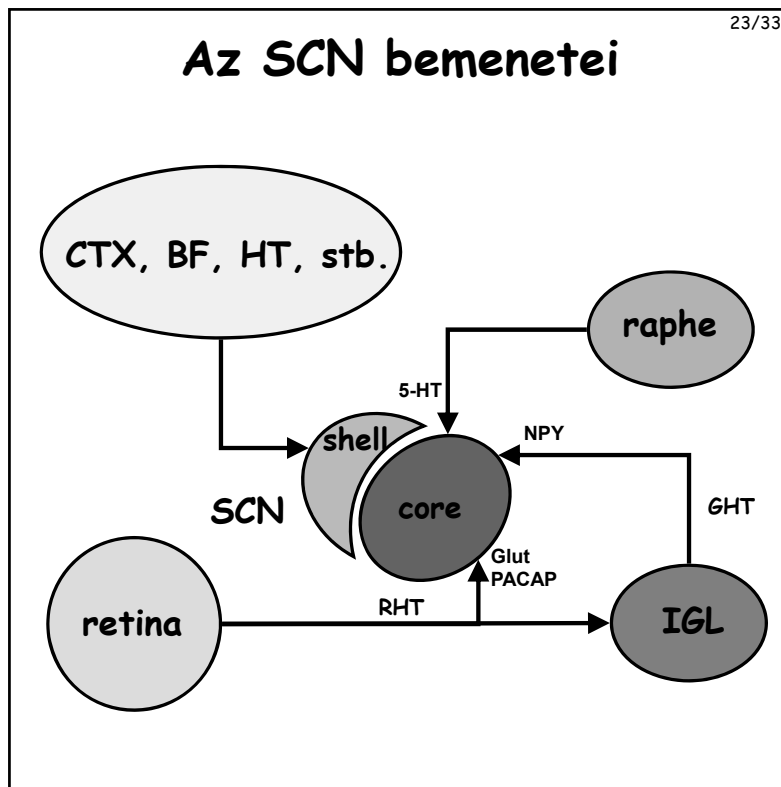 23/33
Az SCN bemenetei
CTX, BF, HT, stb.
raphe
5-HT
shell
NPY
SCN
core
GHT
Glut
PACAP
RHT
retina
IGL